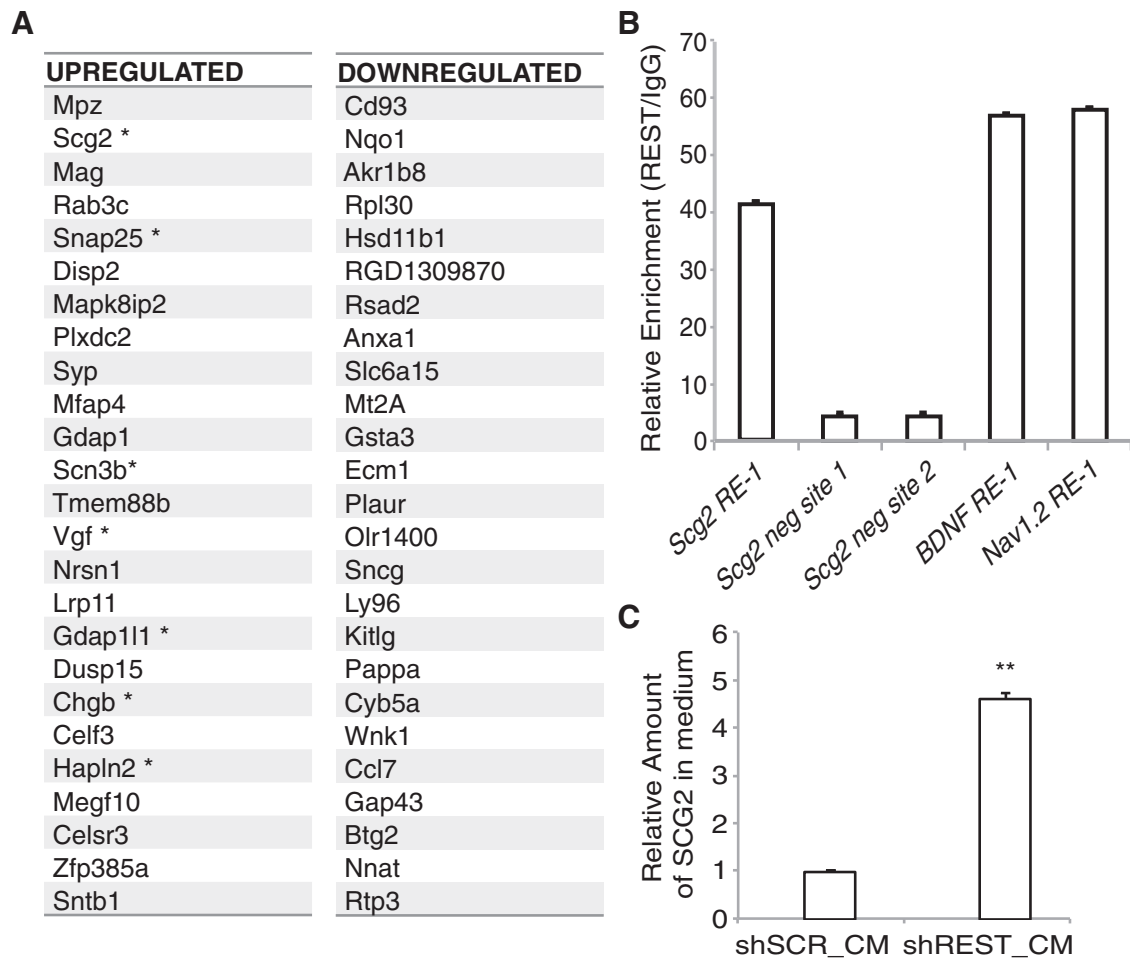 A
UPREGULATED
Mpz
Scg2 *
Mag
Rab3c
Snap25 *
Disp2
Mapk8ip2
Plxdc2
Syp
Mfap4
Gdap1
Scn3b*
Tmem88b
Vgf *
Nrsn1
Lrp11
Gdap1l1 *
Dusp15
Chgb *
Celf3
Hapln2 *
Megf10
Celsr3
Zfp385a
Sntb1
DOWNREGULATED
Cd93
Nqo1
Akr1b8
Rpl30
Hsd11b1
RGD1309870
Rsad2
Anxa1
Slc6a15
Mt2A
Gsta3
Ecm1
Plaur
Olr1400
Sncg
Ly96
Kitlg
Pappa
Cyb5a
Wnk1
Ccl7
Gap43
Btg2
Nnat
Rtp3
B
Relative Enrichment (REST/IgG)
70
60
50
40
30
20
10
0
Scg2 RE-1
Scg2 neg site 1
Scg2 neg site 2
BDNF RE-1
Nav1.2 RE-1
C
Relative Amount
of SCG2 in medium
6
5
4
3
2
1
0
**
shSCR_CM
shREST_CM